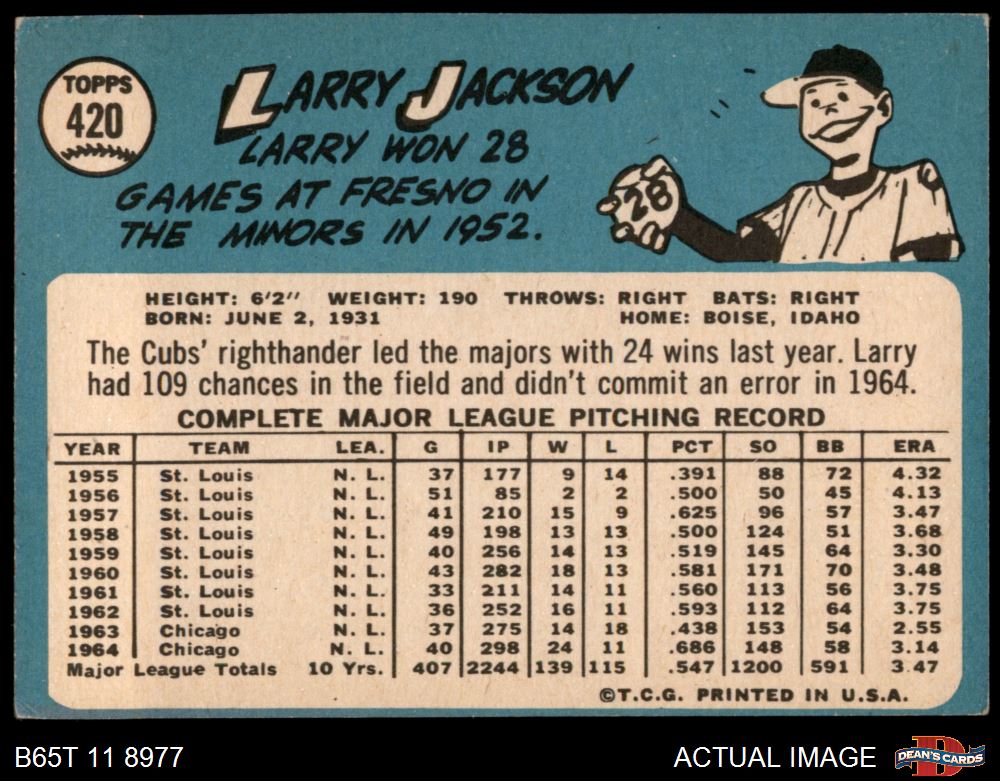 TOPPS
420
LARRY JACKSON
LARRY WON 28
GAMES AT FRESNO IN
THE MINORS IN 1952.
28
HEIGHT: 6'2" WEIGHT: 190 THROWS: RIGHT BATS: RIGHT
BORN: JUNE 2, 1931 HOME: BOISE, IDAHO
The Cubs' righthander led the majors with 24 wins last year. Larry
had 109 chances in the field and didn't commit an error in 1964.
COMPLETE MAJOR LEAGUE PITCHING RECORD
YEAR TEAM LEA. G IP W L PCT SO BB ERA
1955 St. Louis N. L. 37 177 9 14 .391 88 72 4.32
1956 St. Louis N. L. 51 85 2 2 .500 50 45 4.13
1957 St. Louis N. L. 41 210 15 9 .625 96 57 3.47
1958 St. Louis N. L. 49 198 13 13 .500 124 51 3.68
1959 St. Louis N. L. 40 256 14 13 .519 145 64 3.30
1960 St. Louis N. L. 43 282 18 13 .581 171 70 3.48
1961 St. Louis N. L. 33 211 14 11 .560 113 56 3.75
1962 St. Louis N. L. 36 252 16 11 .593 112 64 3.75
1963 Chicago N. L. 37 275 14 18 .438 153 54 2.55
1964 Chicago N. L. 40 298 24 11 .686 148 58 3.14
Major League Totals 10 Yrs. 407 2244 139 115 .547 1200 591 3.47
©T.C.G. PRINTED IN U.S.A.
B65T 11 8977 ACTUAL IMAGE D DEAN'S CARDS